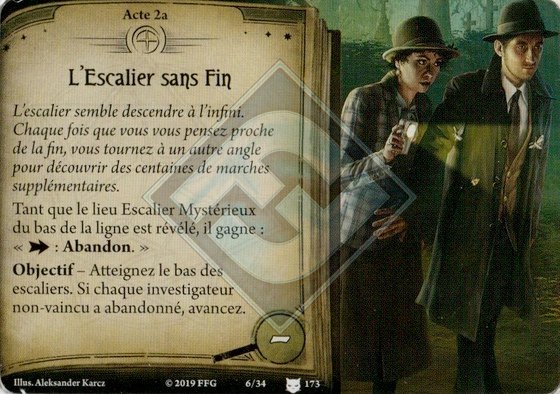 Acte 2a
L'Escalier sans Fin
L'escalier semble descendre à l'infini.
Chaque fois que vous vous pensez proche
de la fin, vous tournez à un autre angle
pour découvrir des centaines de marches
supplémentaires.
Tant que le lieu Escalier Mystérieux
du bas de la ligne est révélé, il gagne :
« : Abandon. »
Objectif – Atteignez le bas des
escaliers. Si chaque investigateur
non-vaincu a abandonné, avancez.
–
Illus. Aleksander Karcz © 2019 FFG 6/34 173